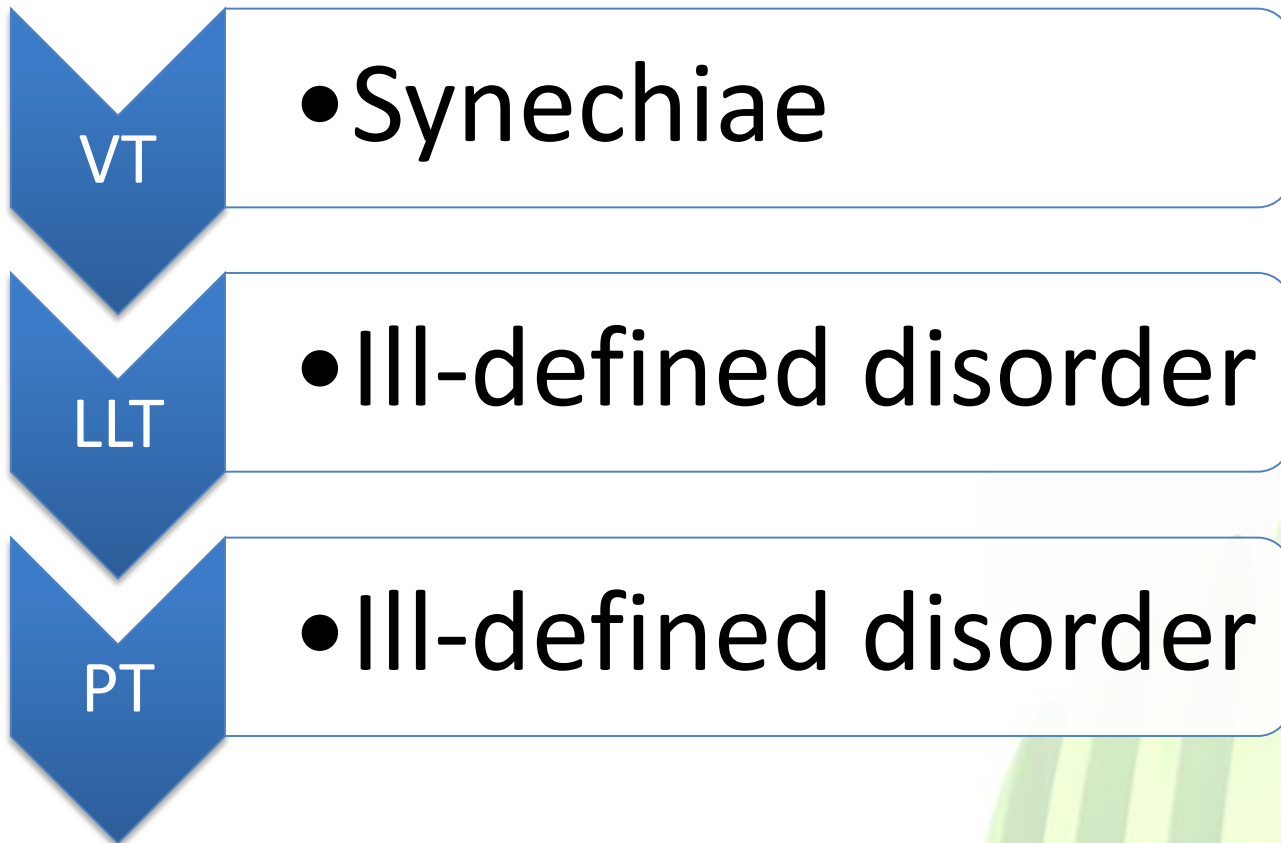 VT
•Synechiae
LLT
•Ill-defined disorder
PT
•Ill-defined disorder